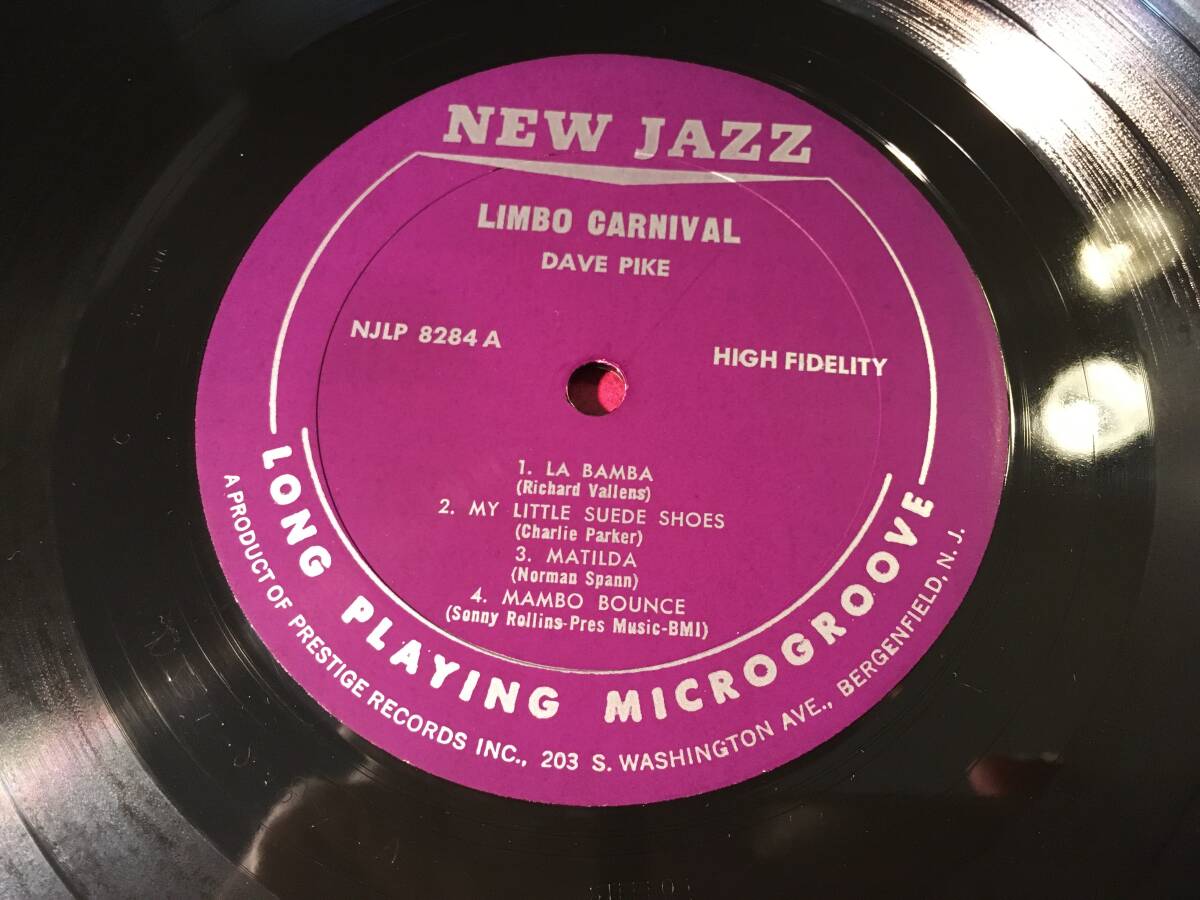 NEW JAZZ
LIMBO CARNIVAL
DAVE PIKE
NJLP 8284 A
HIGH FIDELITY
1. LA BAMBA
(Richard Vallens)
2. MY LITTLE SUEDE SHOES
(Charlie Parker)
3. MATILDA
(Norman Spann)
4. MAMBO BOUNCE
(Sonny Rollins-Pres Music-BMI)
LONG PLAYING MICROGROOVE
A PRODUCT OF PRESTIGE RECORDS INC., 203 S. WASHINGTON AVE., BERGENFIELD, N. J.